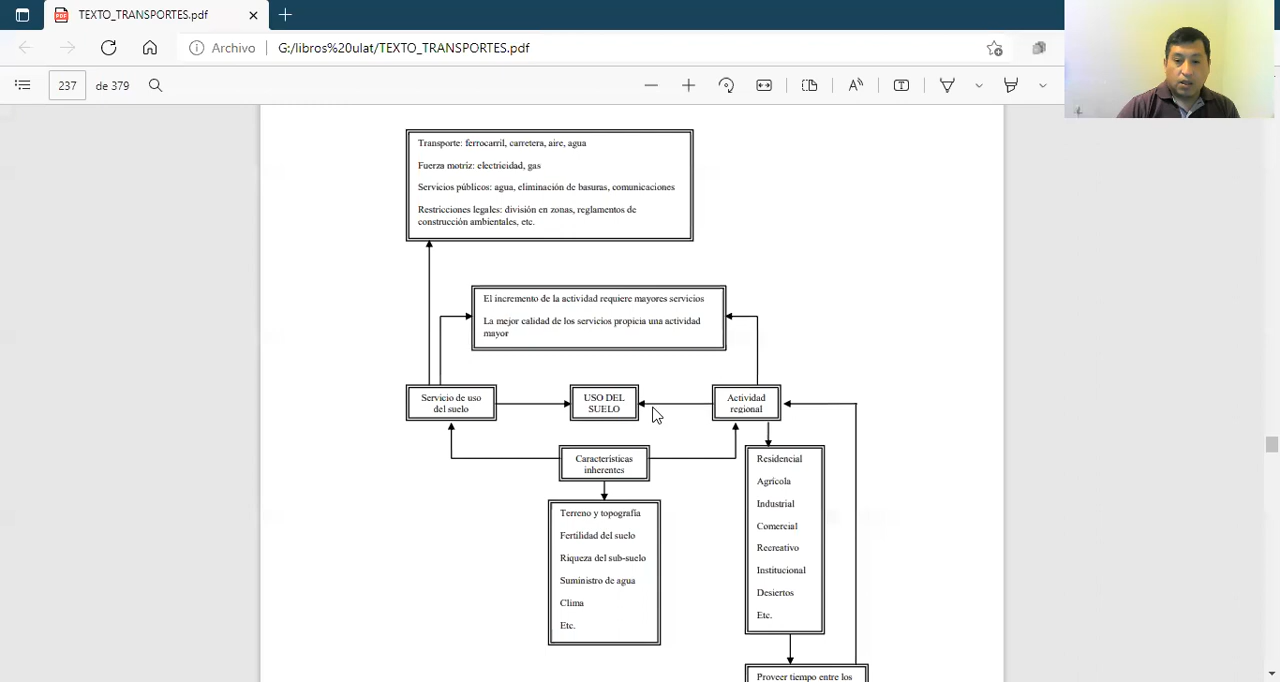 TEXTO_TRANSPORTES.pdf
Archivo
G:/libros%20ulat/TEXTO_TRANSPORTES.pdf
237
de 379
Transporte: ferrocarril, carretera, aire, agua
Fuerza motriz: electricidad, gas
Servicios públicos: agua, eliminación de basuras, comunicaciones
Restricciones legales: división en zonas, reglamentos de
construcción ambientales, etc.
El incremento de la actividad requiere mayores servicios
La mejor calidad de los servicios propicia una actividad
mayor
Servicio de uso
del suelo
USO DEL
SUELO
Actividad
regional
Características
inherentes
Terreno y topografía
Fertilidad del suelo
Riqueza del sub-suelo
Suministro de agua
Clima
Etc.
Residencial
Agrícola
Industrial
Comercial
Recreativo
Institucional
Desiertos
Etc.
Proveer tiempo entre los